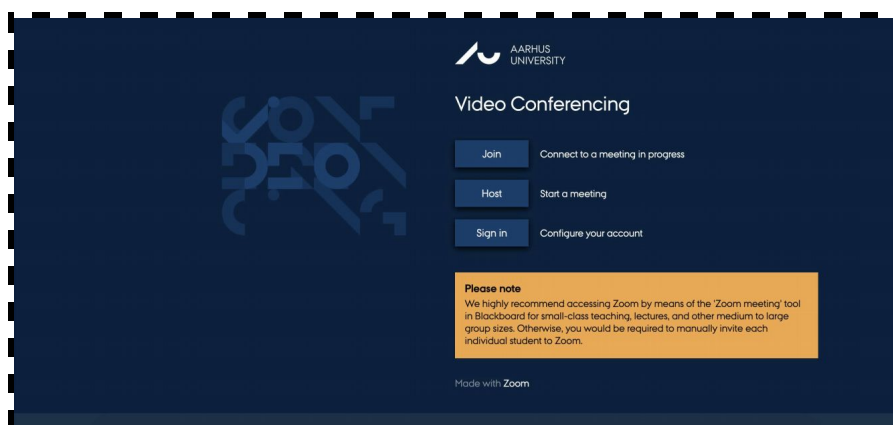 AARHUS
UNIVERSITY
Video Conferencing
Join Connect to a meeting in progress
Host Start a meeting
Sign in Configure your account
Please note
We highly recommend accessing Zoom by means of the 'Zoom meeting' tool
in Blackboard for small-class teaching, lectures, and other medium to large
group sizes. Otherwise, you would be required to manually invite each
individual student to Zoom.
Made with Zoom